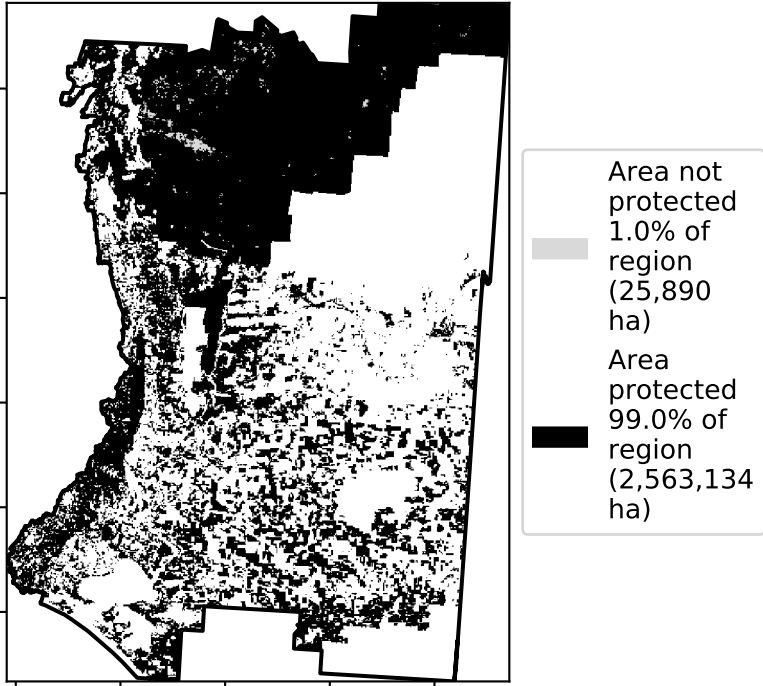 Area not
protected
1.0% of
region
(25,890
ha)
Area
protected
99.0% of
region
(2,563,134
ha)